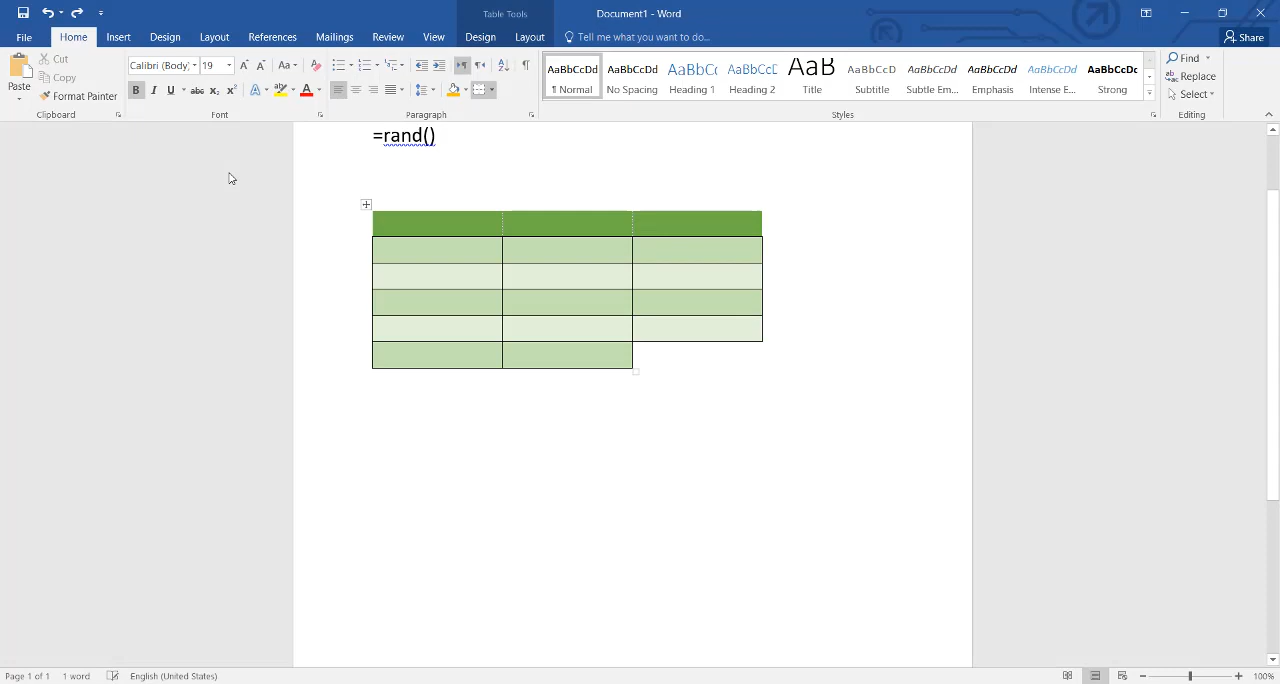 Table Tools
Document1 - Word
File Home Insert Design Layout References Mailings Review View Design Layout Tell me what you want to do... Share
Paste
Cut
Copy
Format Painter
Calibri (Body) 19
AaBbCcDd AaBbCcDd AaBbCc AaBbCcD AaB AaBbCcD AaBbCcDd AaBbCcDd AaBbCcDd AaBbCcDc
¶ Normal No Spacing Heading 1 Heading 2 Title Subtitle Subtle Em... Emphasis Intense E... Strong
Find
Replace
Select
Clipboard Font Paragraph Styles Editing
=rand()
Page 1 of 1 1 word English (United States) 100%